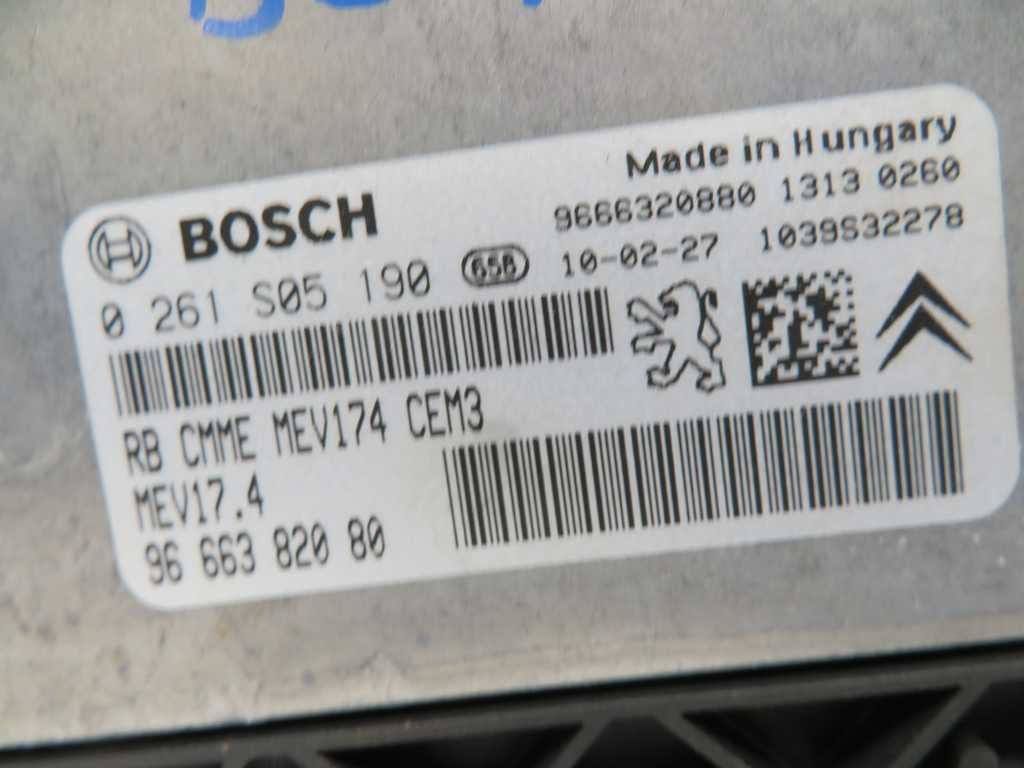 Made in Hungary
BOSCH
9666320880 1313 0260
0 261 S05 190 656 10-02-27 1039S32278
RB CMME MEV174 CEM3
MEV17.4
96 663 820 80